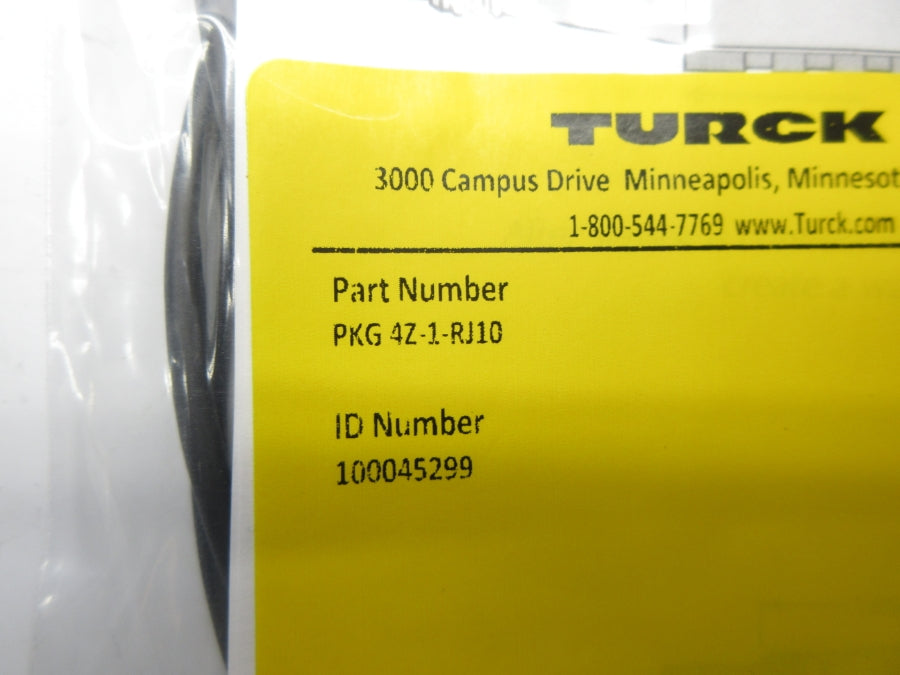 TURCK
3000 Campus Drive Minneapolis, Minnesot
1-800-544-7769 www.Turck.com
Part Number
PKG 4Z-1-RJ10
ID Number
100045299